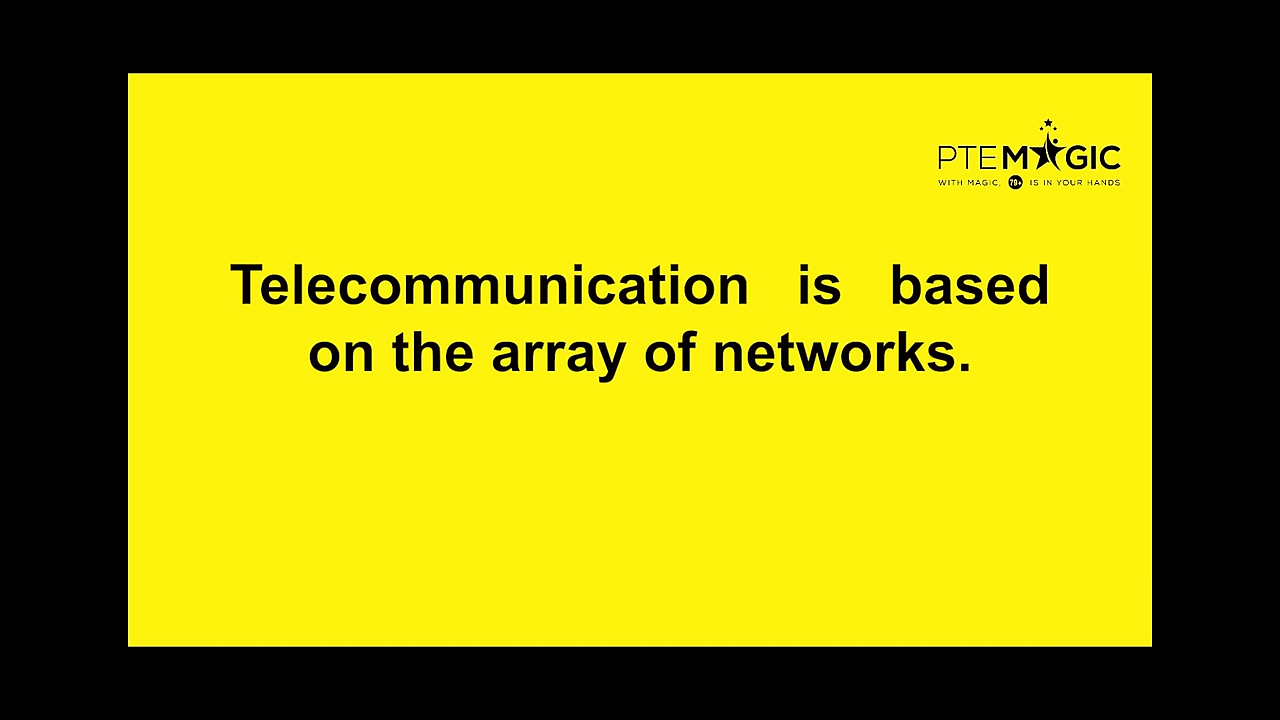 PTEMAGIC
WITH MAGIC, 79+ IS IN YOUR HANDS
Telecommunication is based
on the array of networks.